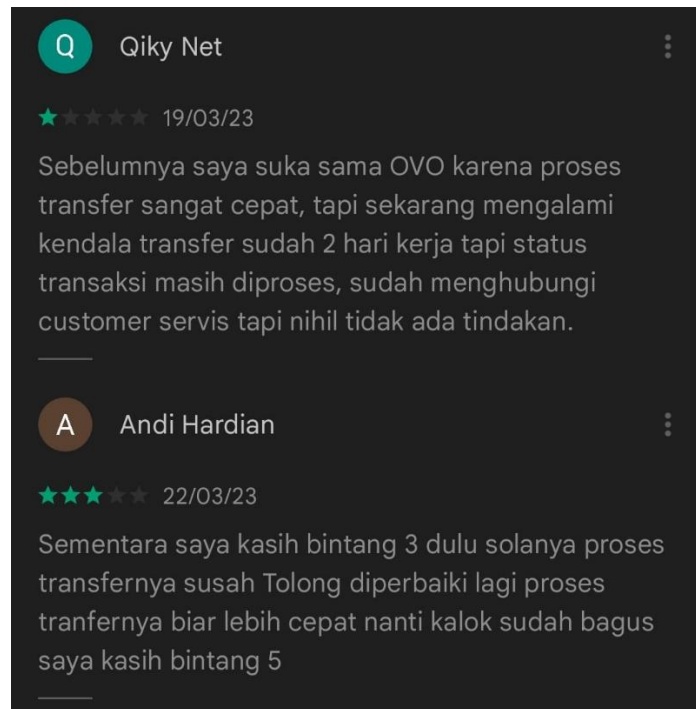 Q Qiky Net
19/03/23
Sebelumnya saya suka sama OVO karena proses
transfer sangat cepat, tapi sekarang mengalami
kendala transfer sudah 2 hari kerja tapi status
transaksi masih diproses, sudah menghubungi
customer servis tapi nihil tidak ada tindakan.
A Andi Hardian
22/03/23
Sementara saya kasih bintang 3 dulu solanya proses
transfernya susah Tolong diperbaiki lagi proses
tranfernya biar lebih cepat nanti kalok sudah bagus
saya kasih bintang 5